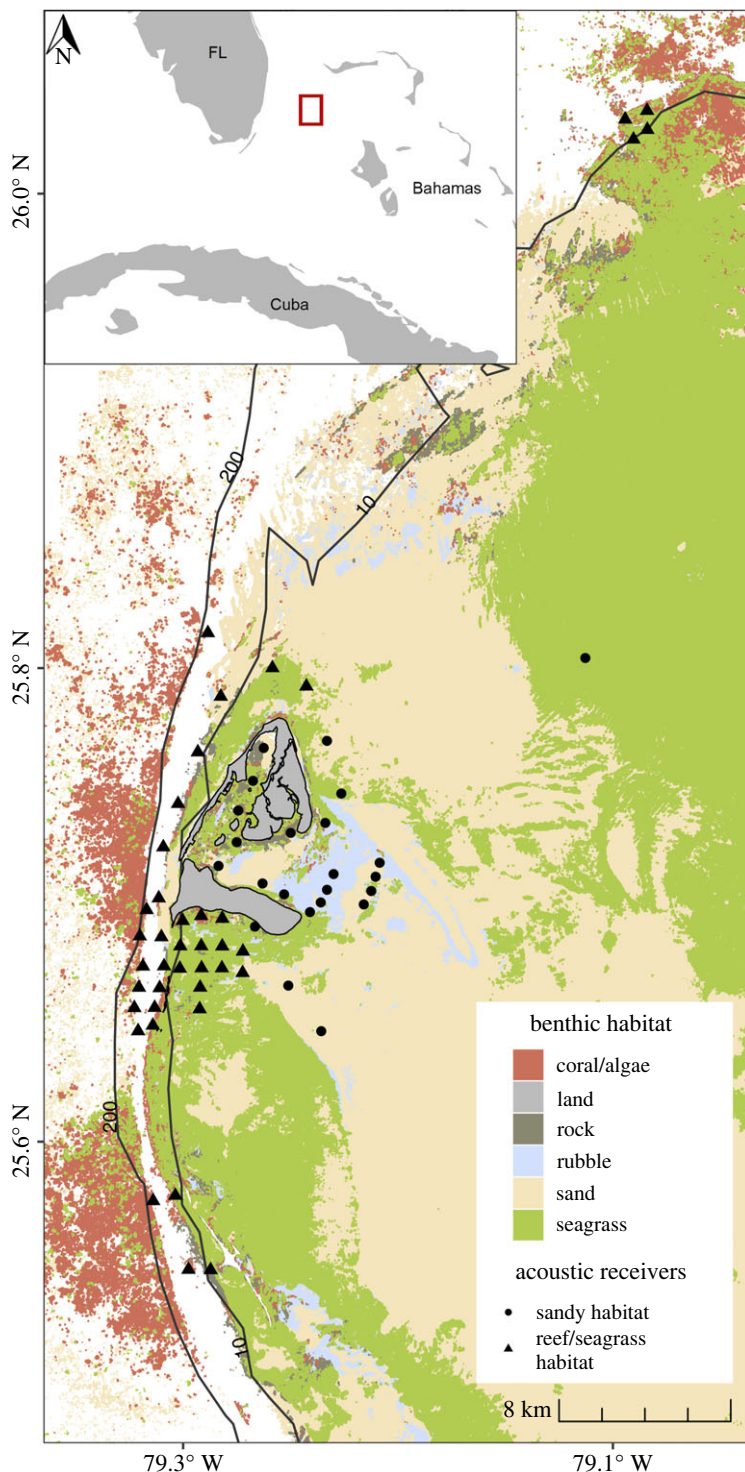 N
FL
Bahamas
Cuba
26.0° N
25.8° N
25.6° N
200
10
200
10
benthic habitat
coral/algae
land
rock
rubble
sand
seagrass
acoustic receivers
sandy habitat
reef/seagrass
habitat
8 km
79.3° W
79.1° W